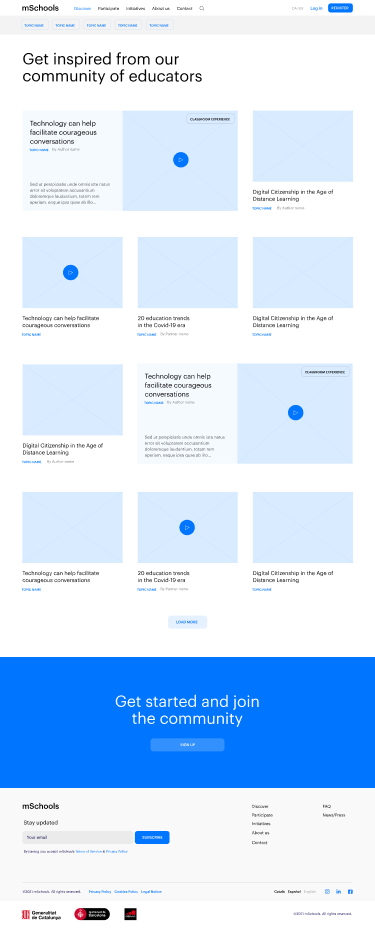 mSchools
Discover Participate Initiatives About us Contact
Log in REGISTER
TOPIC NAME TOPIC NAME TOPIC NAME TOPIC NAME TOPIC NAME
Get inspired from our
community of educators
Technology can help
facilitate courageous
conversations
TOPIC NAME By Author name
Sed ut perspiciatis unde omnis iste natus
error sit voluptatem accusantium
doloremque laudantium, totam rem
aperiam, eaque ipsa quae ab illo...
CLASSROOM EXPERIENCE
Digital Citizenship in the Age of
Distance Learning
TOPIC NAME By Author name
Technology can help facilitate
courageous conversations
TOPIC NAME
20 education trends
in the Covid-19 era
TOPIC NAME By Partner name
Digital Citizenship in the Age of
Distance Learning
TOPIC NAME
Digital Citizenship in the Age of
Distance Learning
TOPIC NAME By Author name
Technology can help
facilitate courageous
conversations
TOPIC NAME By Author name
Sed ut perspiciatis unde omnis iste natus
error sit voluptatem accusantium
doloremque laudantium, totam rem
aperiam, eaque ipsa quae ab illo...
CLASSROOM EXPERIENCE
Technology can help facilitate
courageous conversations
TOPIC NAME
20 education trends
in the Covid-19 era
TOPIC NAME By Partner name
Digital Citizenship in the Age of
Distance Learning
TOPIC NAME
LOAD MORE
Get started and join
the community
SIGN UP
mSchools
Stay updated
Your email SUBSCRIBE
Terms of Service & Privacy Policy
Discover
Participate
Initiatives
About us
Contact
FAQ
News/Press
©2021 mSchools. All rights reserved. Privacy Policy Cookies Policy Legal Notice
Català Español English
Generalitat
de Catalunya
©2021 mSchools. All rights reserved.